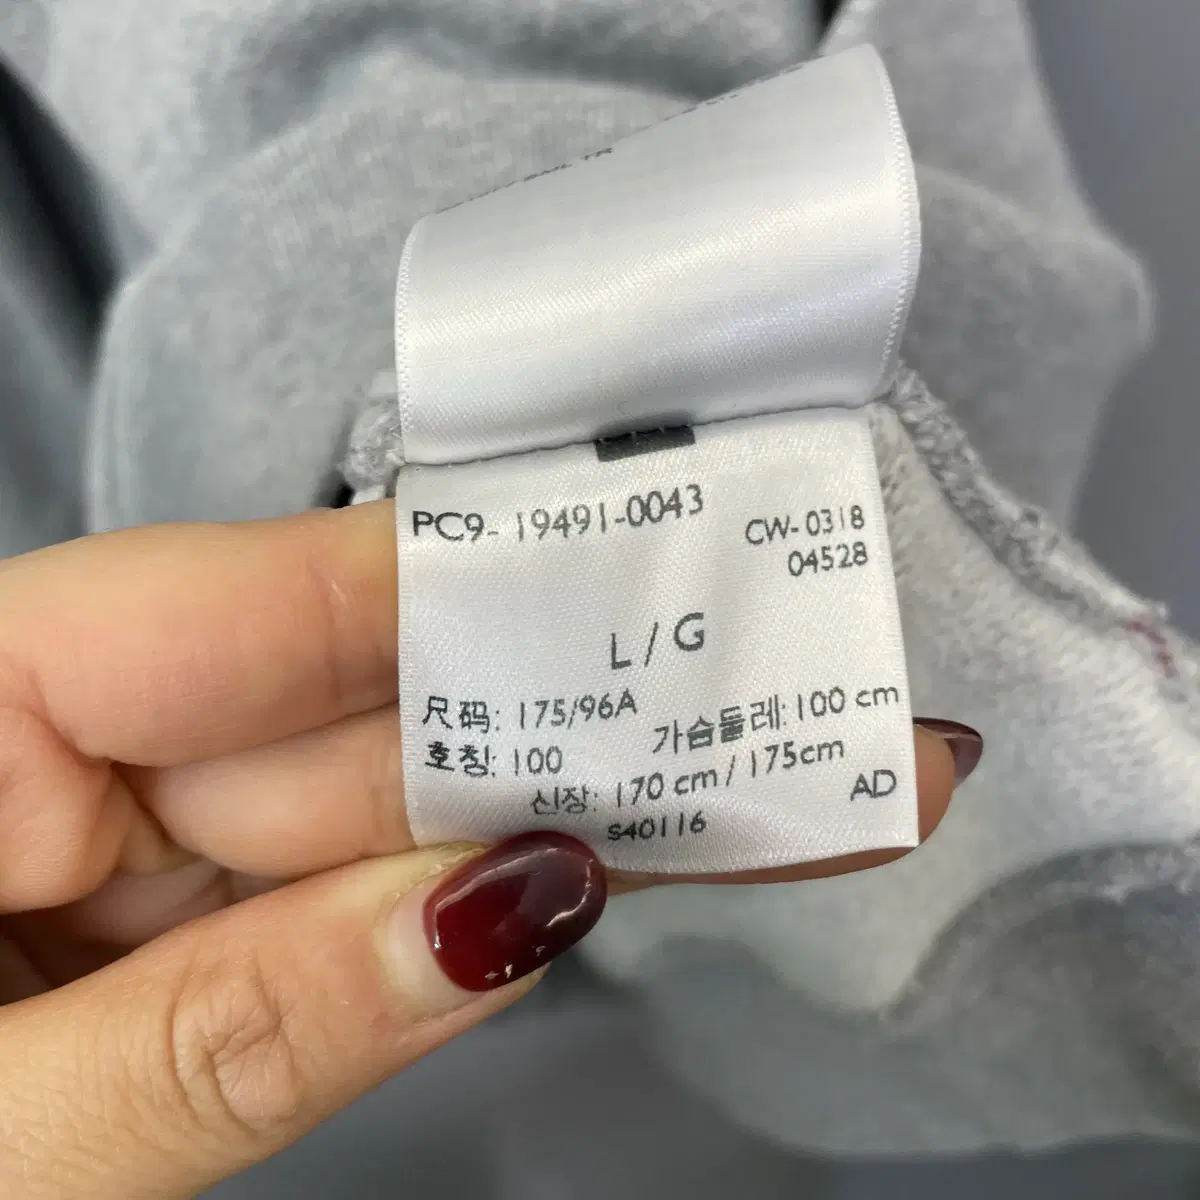 PC9- 19491-0043
CW- 0318
04528
L / G
尺码: 175/96A
가슴둘레: 100 cm
호칭: 100
신장: 170 cm / 175cm
AD
S40116